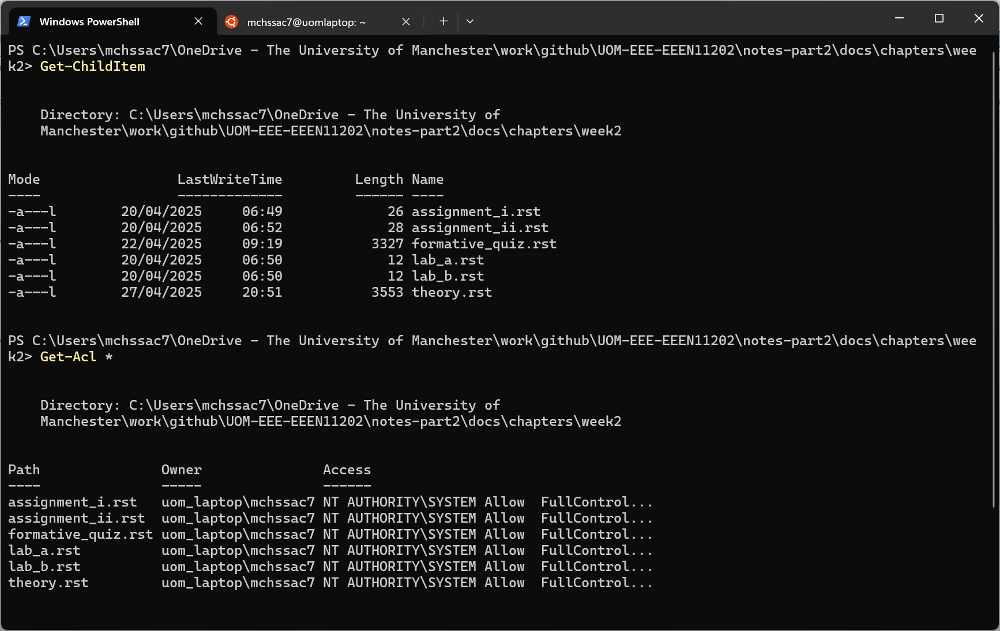 Windows PowerShell
mchssac7@uomlaptop: ~
PS C:\Users\mchssac7\OneDrive - The University of Manchester\work\github\UOM-EEE-EEEN11202\notes-part2\docs\chapters\wee
k2> Get-ChildItem
Directory: C:\Users\mchssac7\OneDrive - The University of
Manchester\work\github\UOM-EEE-EEEN11202\notes-part2\docs\chapters\week2
Mode                 LastWriteTime         Length Name
----                 -------------         ------ ----
-a---l        20/04/2025     06:49             26 assignment_i.rst
-a---l        20/04/2025     06:52             28 assignment_ii.rst
-a---l        22/04/2025     09:19           3327 formative_quiz.rst
-a---l        20/04/2025     06:50             12 lab_a.rst
-a---l        20/04/2025     06:50             12 lab_b.rst
-a---l        27/04/2025     20:51           3553 theory.rst
PS C:\Users\mchssac7\OneDrive - The University of Manchester\work\github\UOM-EEE-EEEN11202\notes-part2\docs\chapters\wee
k2> Get-Acl *
Directory: C:\Users\mchssac7\OneDrive - The University of
Manchester\work\github\UOM-EEE-EEEN11202\notes-part2\docs\chapters\week2
Path               Owner               Access
----               -----               ------
assignment_i.rst   uom_laptop\mchssac7 NT AUTHORITY\SYSTEM Allow  FullControl...
assignment_ii.rst  uom_laptop\mchssac7 NT AUTHORITY\SYSTEM Allow  FullControl...
formative_quiz.rst uom_laptop\mchssac7 NT AUTHORITY\SYSTEM Allow  FullControl...
lab_a.rst          uom_laptop\mchssac7 NT AUTHORITY\SYSTEM Allow  FullControl...
lab_b.rst          uom_laptop\mchssac7 NT AUTHORITY\SYSTEM Allow  FullControl...
theory.rst         uom_laptop\mchssac7 NT AUTHORITY\SYSTEM Allow  FullControl...